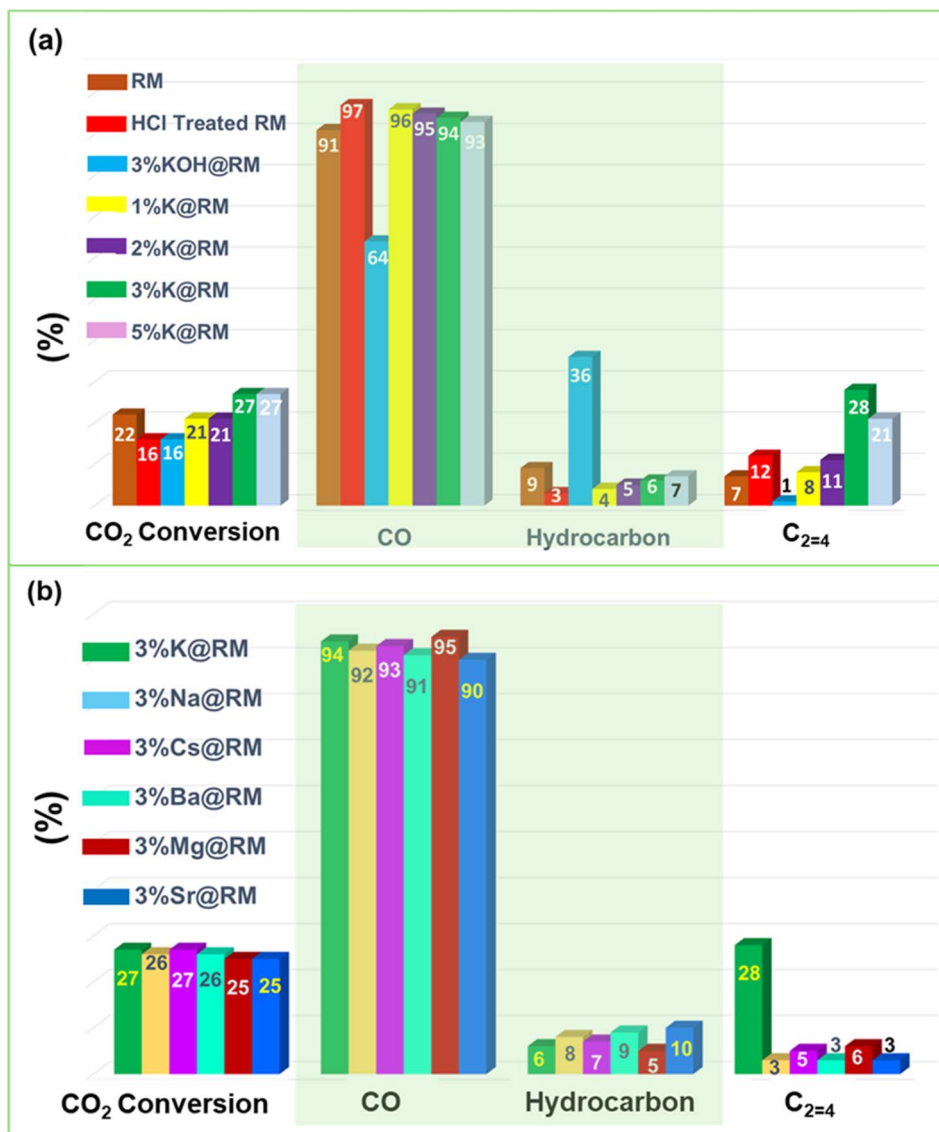 (a)
RM
HCl Treated RM
3%KOH@RM
1%K@RM
2%K@RM
3%K@RM
5%K@RM
(%)
22 16 16 21 21 27 27
91 97 64 96 95 94 93
9 3 36 4 5 6 7
7 12 1 8 11 28 21
CO₂ Conversion CO Hydrocarbon C₂₌₄
(b)
3%K@RM
3%Na@RM
3%Cs@RM
3%Ba@RM
3%Mg@RM
3%Sr@RM
(%)
27 26 27 26 25 25
94 92 93 91 95 90
6 8 7 9 5 10
28 3 5 3 6 3
CO₂ Conversion CO Hydrocarbon C₂₌₄